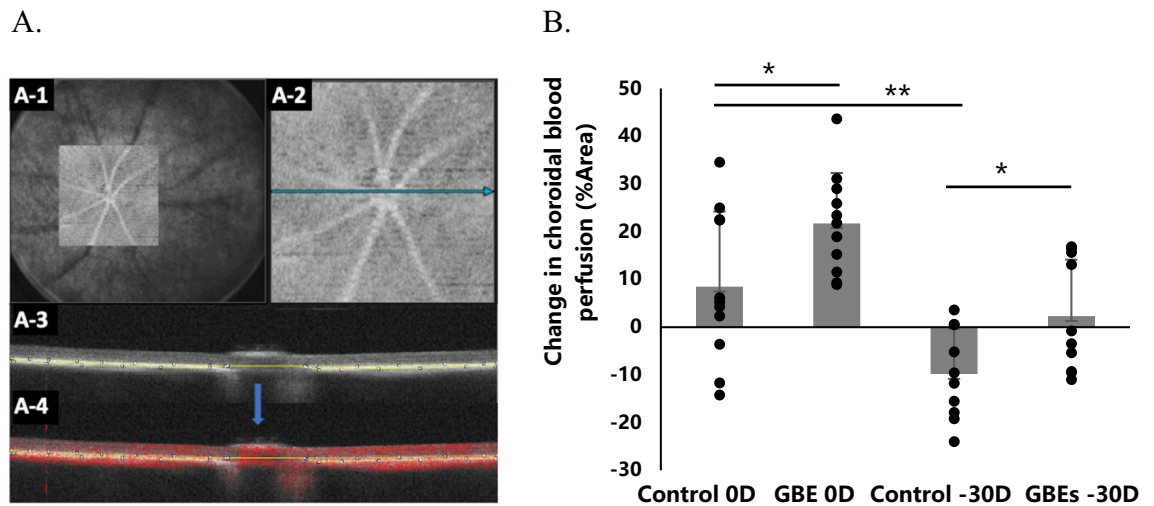 A.
B.
A-1
A-2
A-3
A-4
Change in choroidal blood
perfusion (%Area)
50
40
30
20
10
0
-10
-20
-30
*
**
*
Control 0D
GBE 0D
Control -30D
GBEs -30D